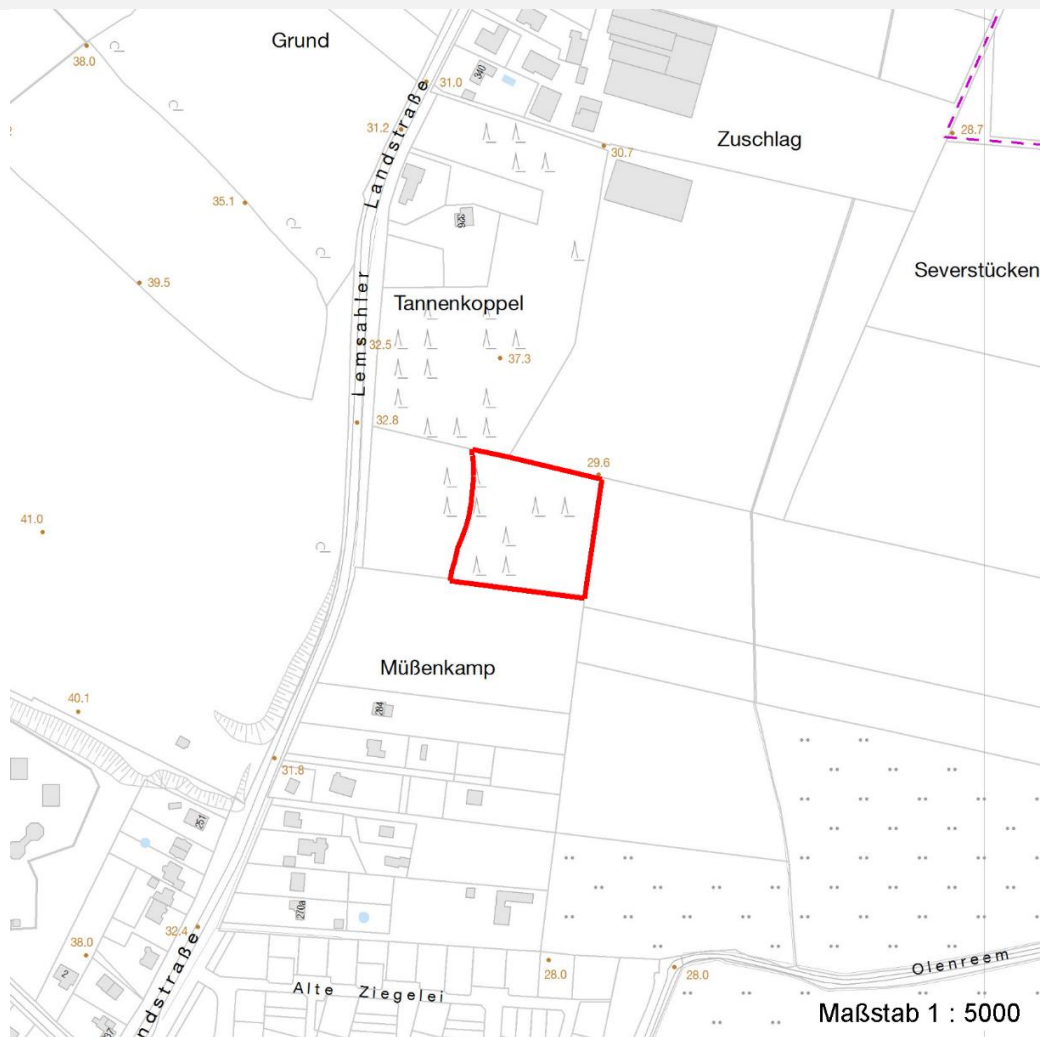 Grund
38.0
340
31.0
31.2
Zuschlag
28.7
30.7
Landstraße
35.1
Severstücken
39.5
Lemsahler
Tannenkoppel
32.5
37.3
32.8
29.6
41.0
Müßenkamp
40.1
284
31.8
251
270a
32.4
38.0
2
28.0
28.0
Olenreem
Alte Ziegelei
ndstraße
Maßstab 1 : 5000